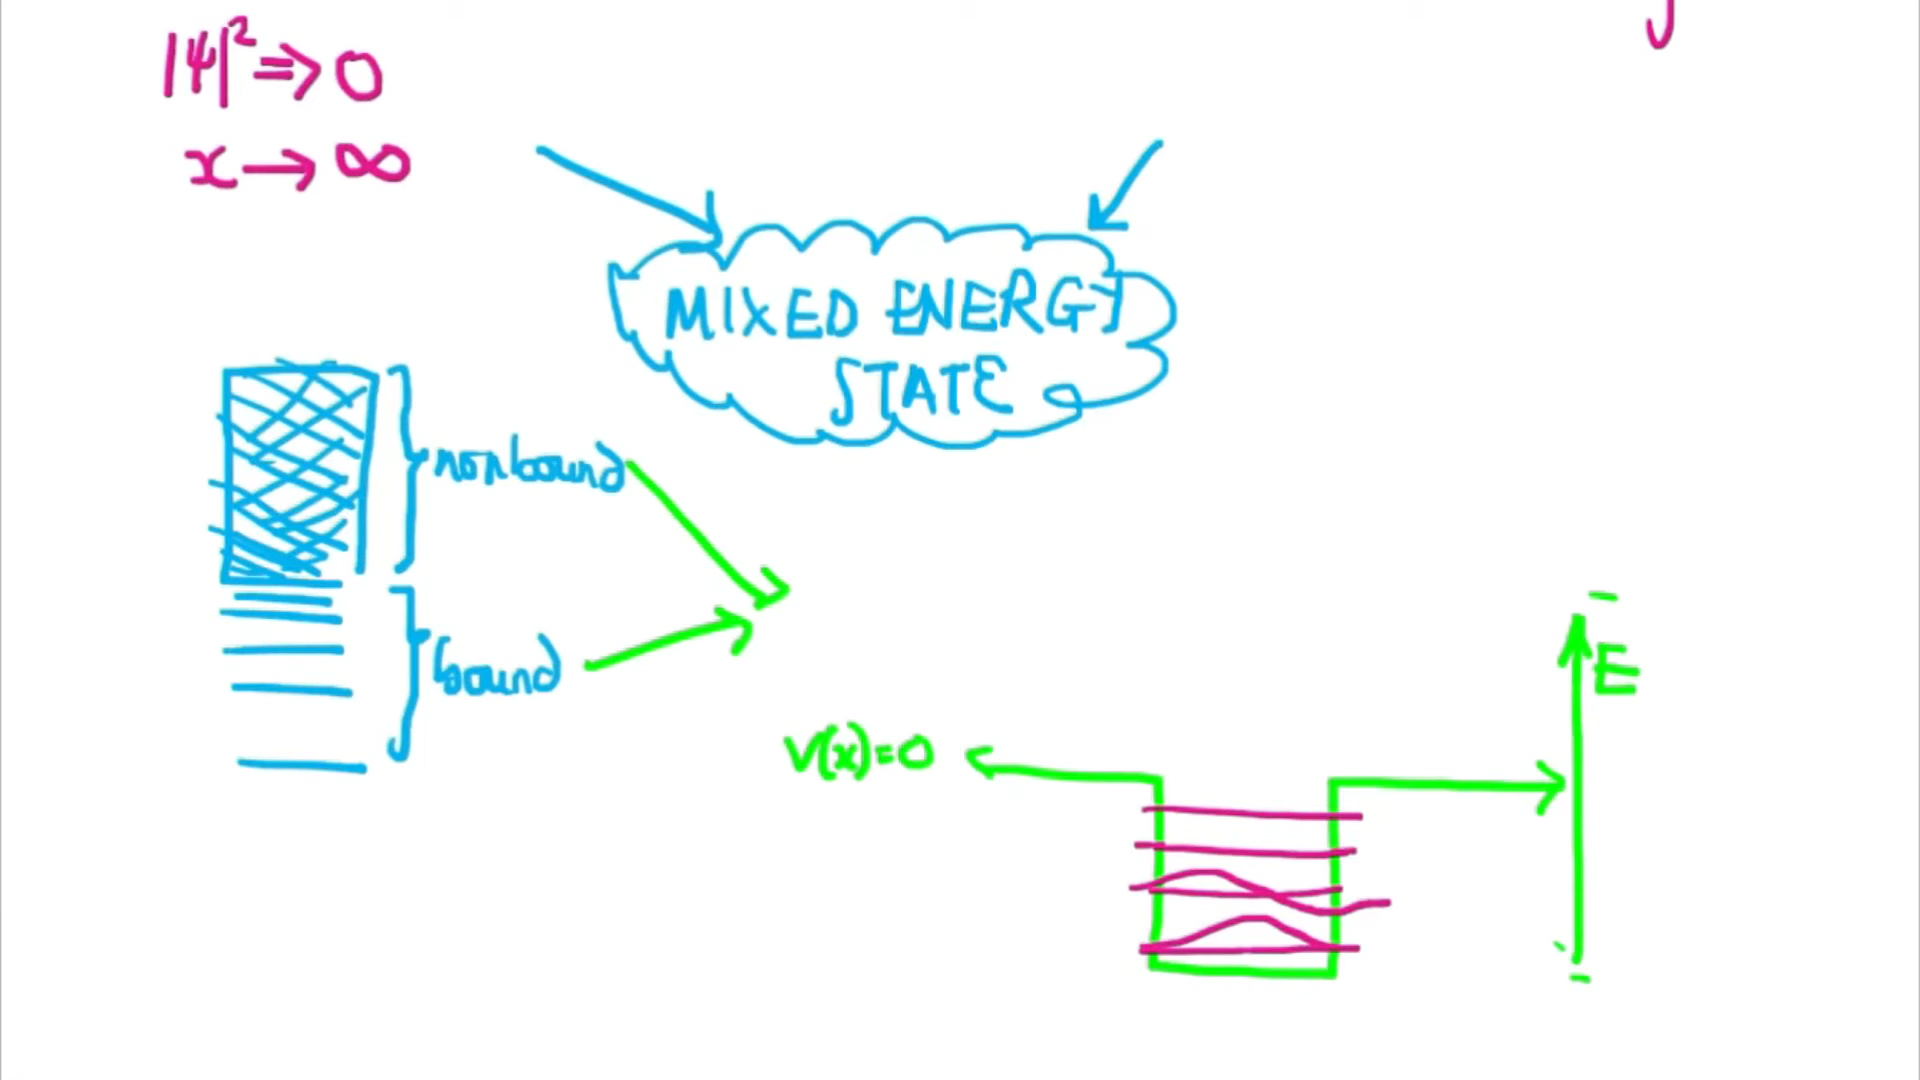 |ψ|² => 0
x → ∞
MIXED ENERGY
STATE
nonbound
bound
V(x)=0
E